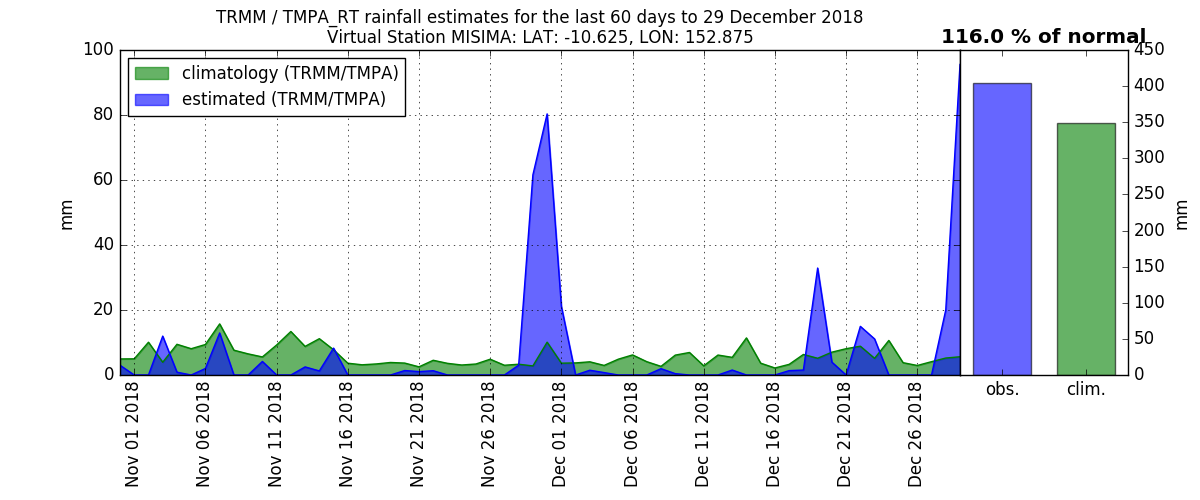 TRMM / TMPA_RT rainfall estimates for the last 60 days to 29 December 2018
Virtual Station MISIMA: LAT: -10.625, LON: 152.875
116.0 % of normal
climatology (TRMM/TMPA)
estimated (TRMM/TMPA)
100
80
60
40
20
0
mm
Nov 01 2018
Nov 06 2018
Nov 11 2018
Nov 16 2018
Nov 21 2018
Nov 26 2018
Dec 01 2018
Dec 06 2018
Dec 11 2018
Dec 16 2018
Dec 21 2018
Dec 26 2018
450
400
350
300
250
200
150
100
50
0
mm
obs.
clim.